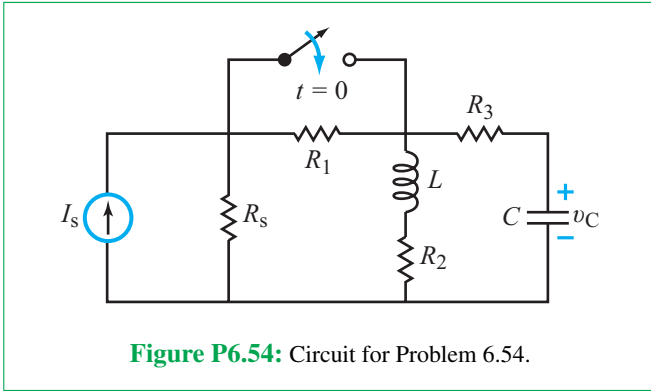 t = 0
R3
R1
L
Is
Rs
C
+
vC
−
R2
Figure P6.54: Circuit for Problem 6.54.